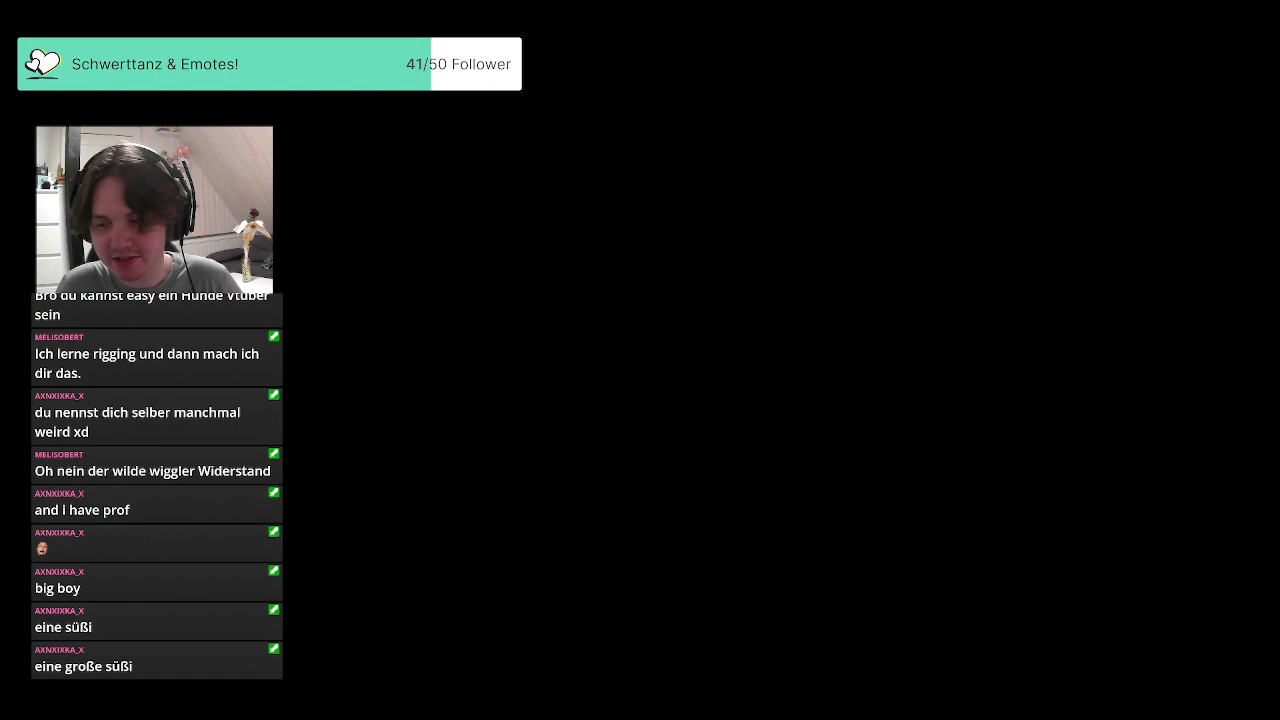 Schwerttanz & Emotes!
41/50 Follower
Bro du kannst easy ein Hunde Vtuber
sein
MELISOBERT
Ich lerne rigging und dann mach ich
dir das.
AXNXIXKA_X
du nennst dich selber manchmal
weird xd
MELISOBERT
Oh nein der wilde wiggler Widerstand
AXNXIXKA_X
and i have prof
AXNXIXKA_X
AXNXIXKA_X
big boy
AXNXIXKA_X
eine süßi
AXNXIXKA_X
eine große süßi